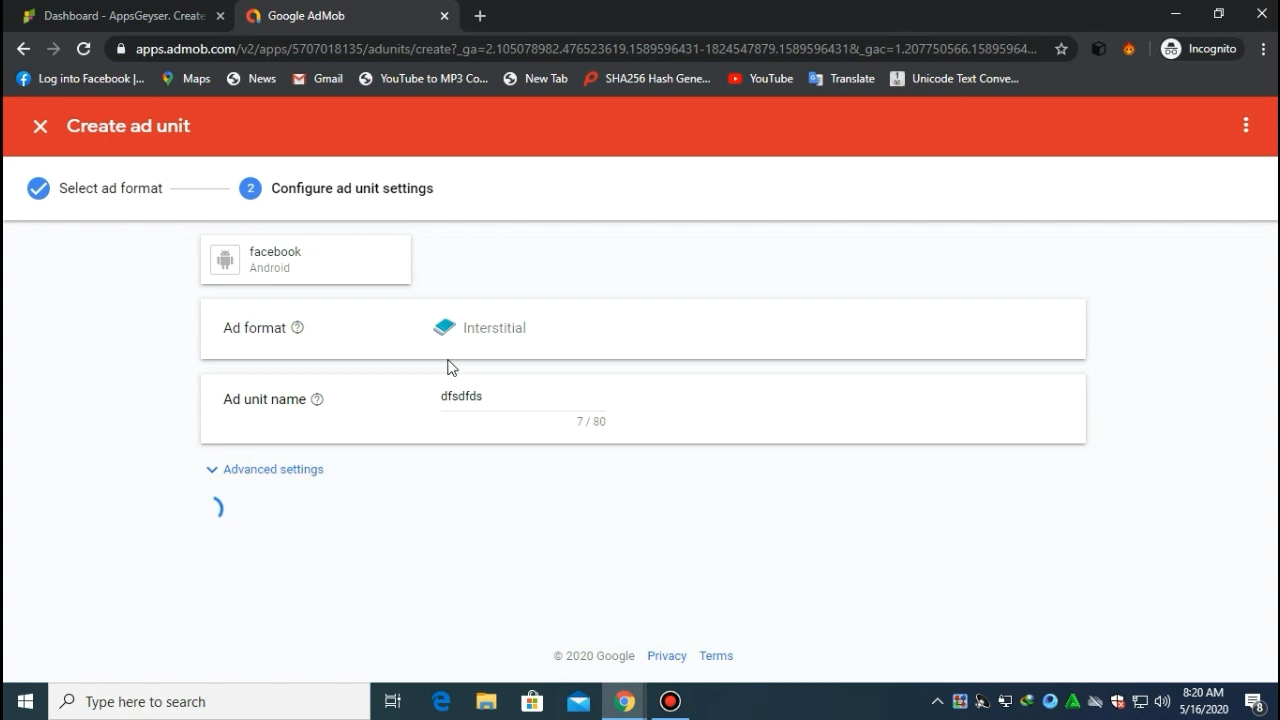 Dashboard - AppsGeyser. Create
Google AdMob
apps.admob.com/v2/apps/5707018135/adunits/create?_ga=2.105078982.476523619.1589596431-1824547879.1589596431&_gac=1.207750566.15895964...
Incognito
Log into Facebook |...
Maps
News
Gmail
YouTube to MP3 Co...
New Tab
SHA256 Hash Gene...
YouTube
Translate
Unicode Text Conve...
Create ad unit
Select ad format
2
Configure ad unit settings
facebook
Android
Ad format
Interstitial
Ad unit name
dfsdfds
7 / 80
Advanced settings
© 2020 Google Privacy Terms
Type here to search
8:20 AM
5/16/2020
8